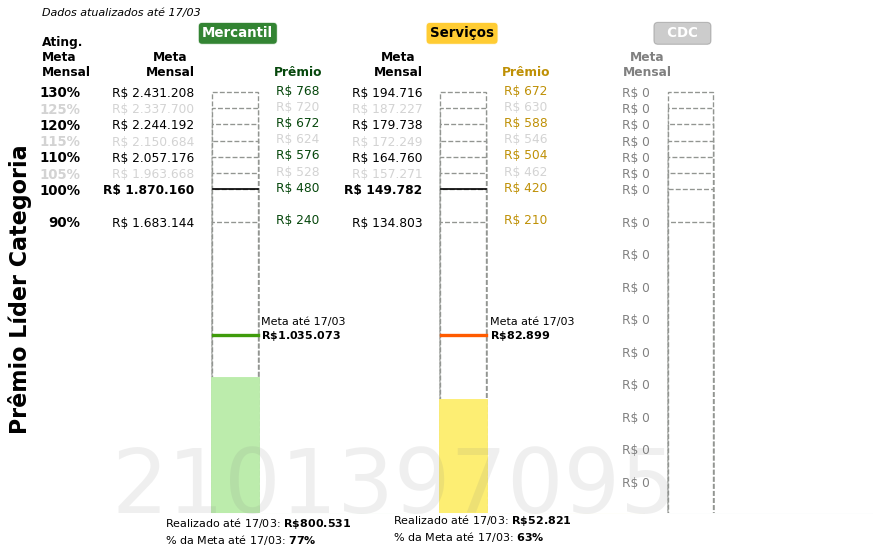 Dados atualizados até 17/03
Mercantil Serviços CDC
Ating. Meta Mensal Meta Mensal Prêmio Meta Mensal Prêmio Meta Mensal
130% R$ 2.431.208 R$ 768 R$ 194.716 R$ 672 R$ 0
125% R$ 2.337.700 R$ 720 R$ 187.227 R$ 630 R$ 0
120% R$ 2.244.192 R$ 672 R$ 179.738 R$ 588 R$ 0
115% R$ 2.150.684 R$ 624 R$ 172.249 R$ 546 R$ 0
110% R$ 2.057.176 R$ 576 R$ 164.760 R$ 504 R$ 0
105% R$ 1.963.668 R$ 528 R$ 157.271 R$ 462 R$ 0
100% R$ 1.870.160 R$ 480 R$ 149.782 R$ 420 R$ 0
90% R$ 1.683.144 R$ 240 R$ 134.803 R$ 210 R$ 0
R$ 0
R$ 0
R$ 0
R$ 0
R$ 0
R$ 0
R$ 0
R$ 0
Meta até 17/03
R$1.035.073
Meta até 17/03
R$82.899
Prêmio Líder Categoria
2101397095
Realizado até 17/03: R$800.531
% da Meta até 17/03: 77%
Realizado até 17/03: R$52.821
% da Meta até 17/03: 63%